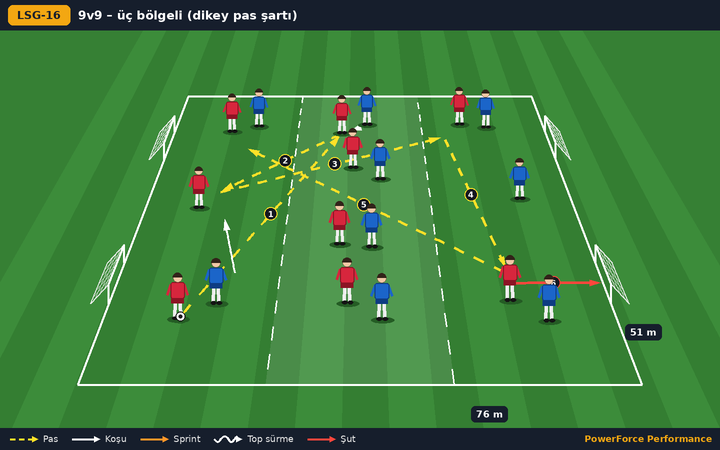 LSG-16 9v9 – üç bölgeli (dikey pas şartı)
2
3
4
5
1
6
51 m
76 m
Pas Koşu Sprint Top sürme Şut PowerForce Performance